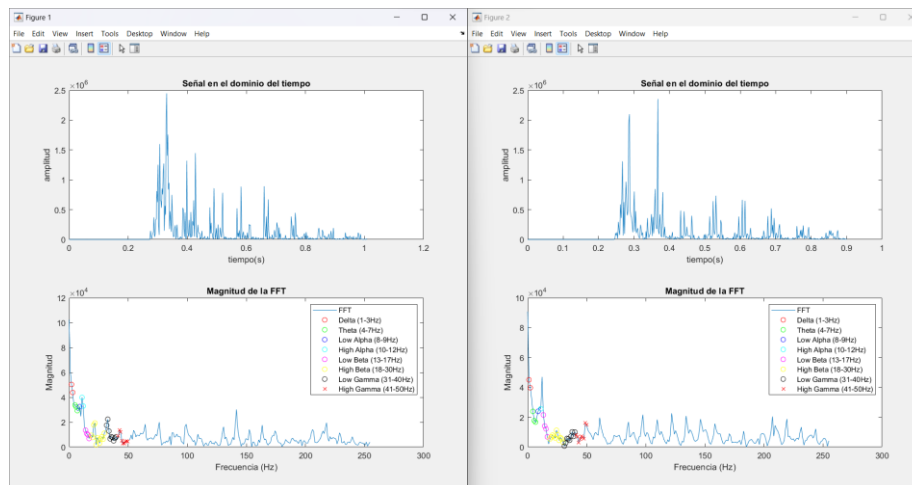 Figure 1
File Edit View Insert Tools Desktop Window Help
Señal en el dominio del tiempo
×10^6
2.5
2
1.5
1
0.5
0
amplitud
0 0.2 0.4 0.6 0.8 1 1.2
tiempo(s)
Magnitud de la FFT
×10^4
12
10
8
6
4
2
0
Magnitud
FFT
Delta (1-3Hz)
Theta (4-7Hz)
Low Alpha (8-9Hz)
High Alpha (10-12Hz)
Low Beta (13-17Hz)
High Beta (18-30Hz)
Low Gamma (31-40Hz)
High Gamma (41-50Hz)
0 50 100 150 200 250 300
Frecuencia (Hz)
Figure 2
File Edit View Insert Tools Desktop Window Help
Señal en el dominio del tiempo
×10^6
2.5
2
1.5
1
0.5
0
amplitud
0 0.1 0.2 0.3 0.4 0.5 0.6 0.7 0.8 0.9 1
tiempo(s)
Magnitud de la FFT
×10^4
10
8
6
4
2
0
Magnitud
FFT
Delta (1-3Hz)
Theta (4-7Hz)
Low Alpha (8-9Hz)
High Alpha (10-12Hz)
Low Beta (13-17Hz)
High Beta (18-30Hz)
Low Gamma (31-40Hz)
High Gamma (41-50Hz)
0 50 100 150 200 250 300
Frecuencia (Hz)